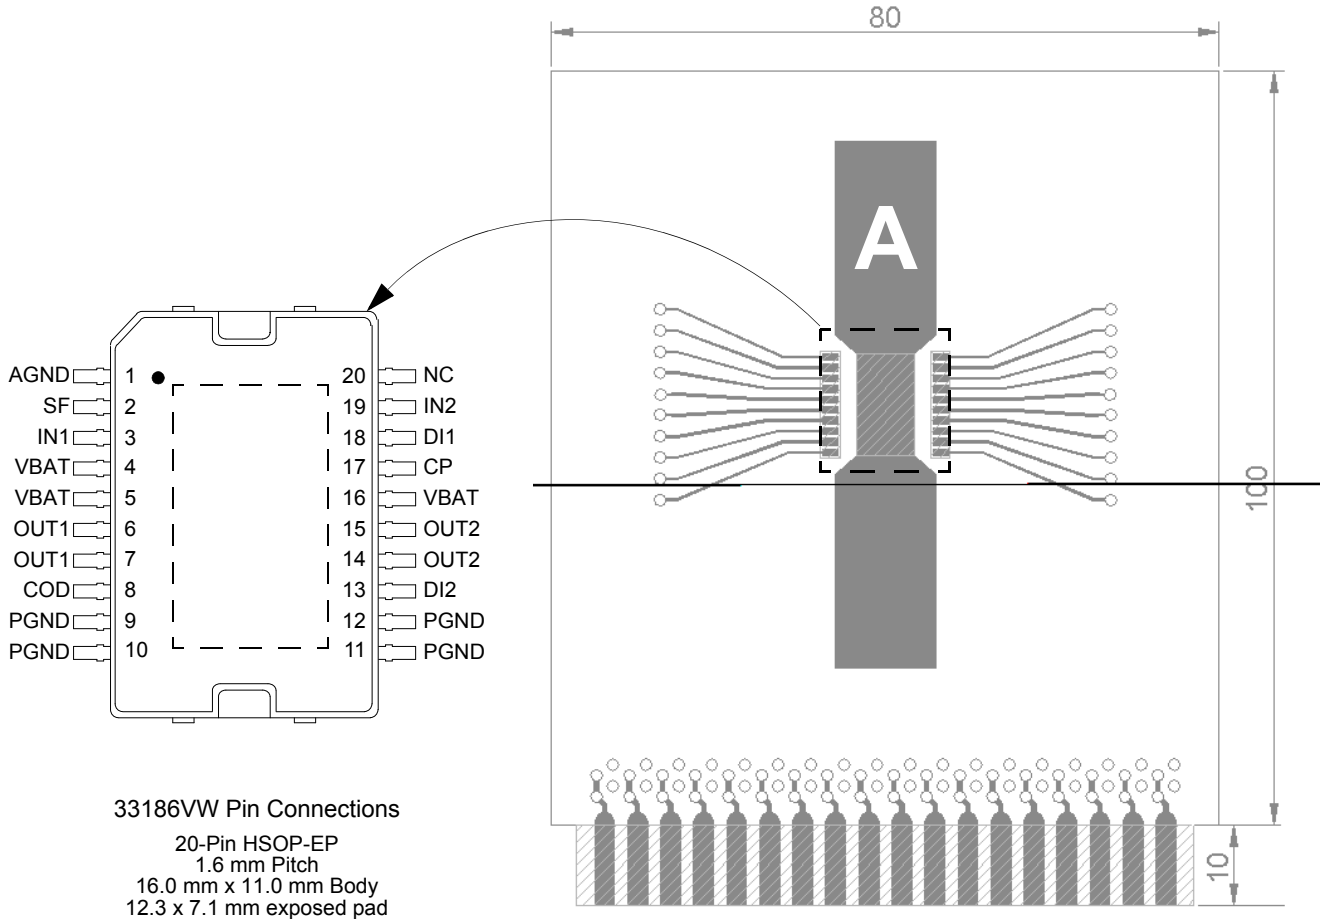 80
A
AGND 1 20 NC
SF 2 19 IN2
IN1 3 18 DI1
VBAT 4 17 CP
VBAT 5 16 VBAT
OUT1 6 15 OUT2
OUT1 7 14 OUT2
COD 8 13 DI2
PGND 9 12 PGND
PGND 10 11 PGND
100
33186VW Pin Connections
20-Pin HSOP-EP
1.6 mm Pitch
16.0 mm x 11.0 mm Body
12.3 x 7.1 mm exposed pad
10